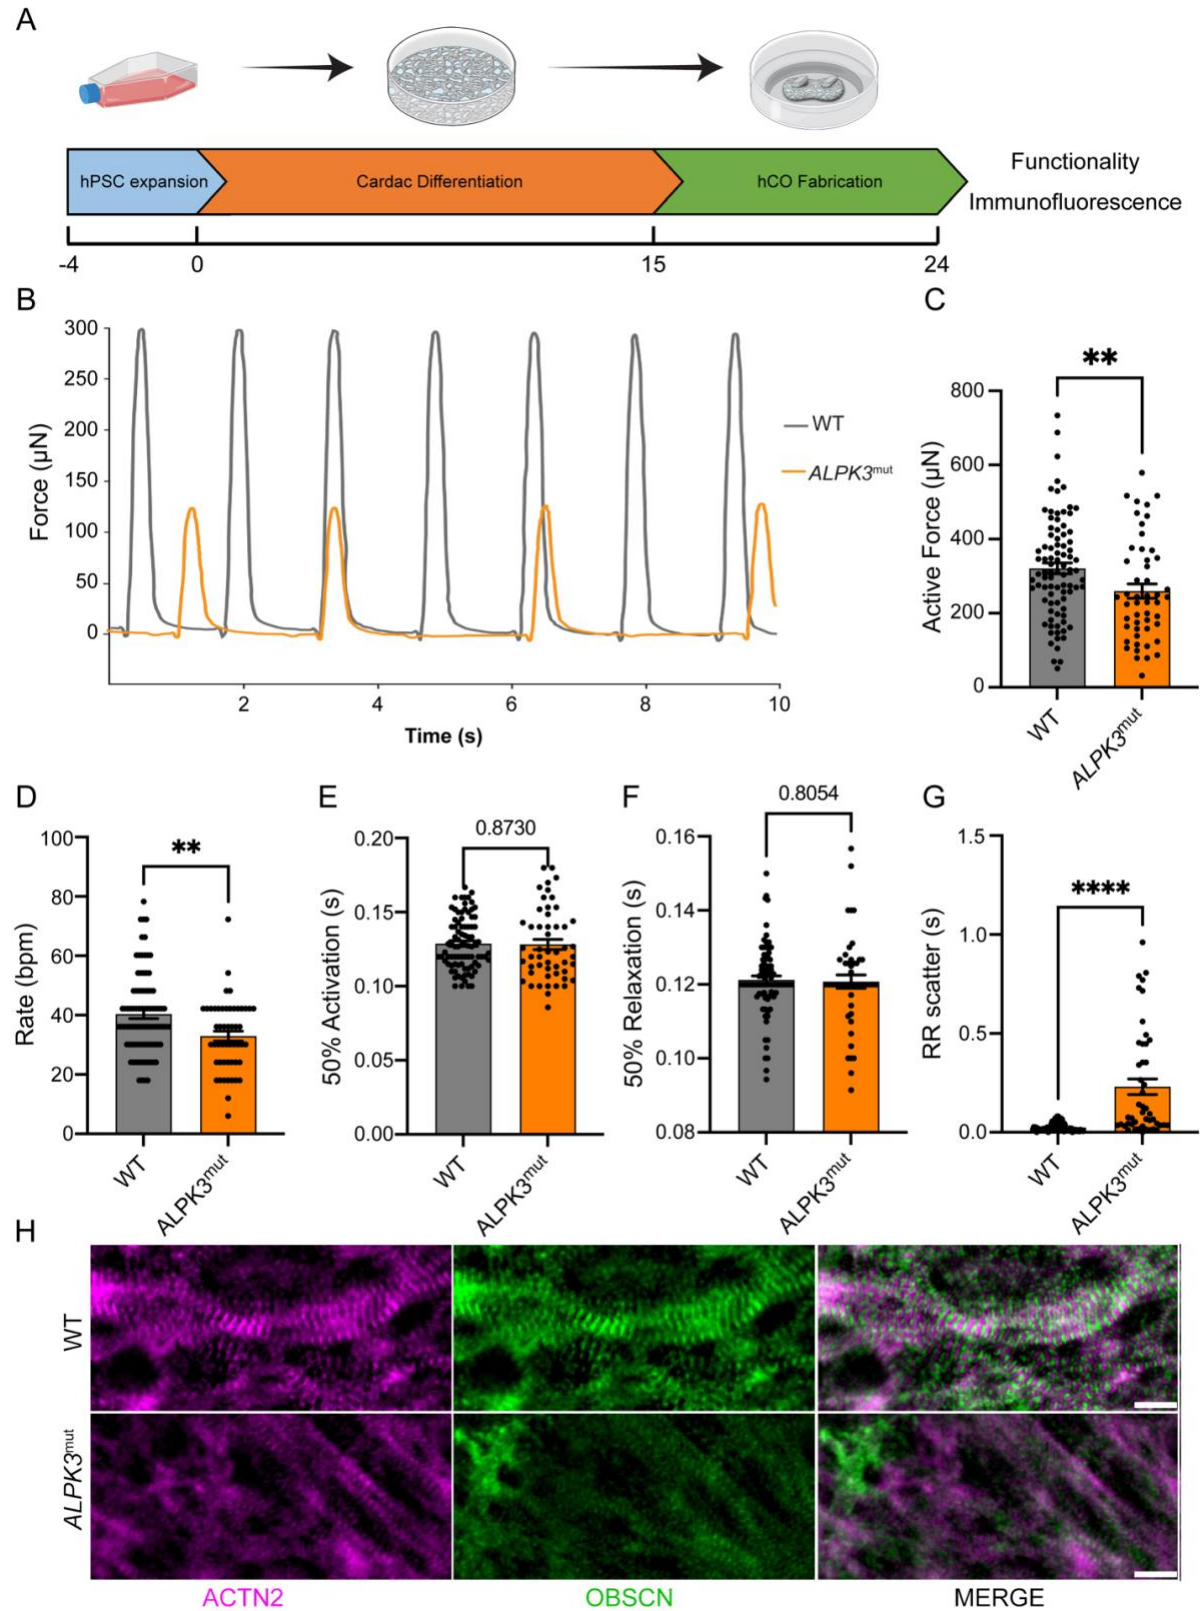 A
hPSC expansion
Cardac Differentiation
hCO Fabrication
Functionality
Immunofluorescence
-4
0
15
24
B
Force (µN)
300
250
200
150
100
50
0
2
4
6
8
10
Time (s)
WT
ALPK3mut
C
Active Force (µN)
800
600
400
200
0
**
WT
ALPK3mut
D
Rate (bpm)
100
80
60
40
20
0
**
WT
ALPK3mut
E
50% Activation (s)
0.20
0.15
0.10
0.05
0.00
0.8730
WT
ALPK3mut
F
50% Relaxation (s)
0.16
0.14
0.12
0.10
0.08
0.8054
WT
ALPK3mut
G
RR scatter (s)
1.5
1.0
0.5
0.0
****
WT
ALPK3mut
H
WT
ALPK3mut
ACTN2
OBSCN
MERGE